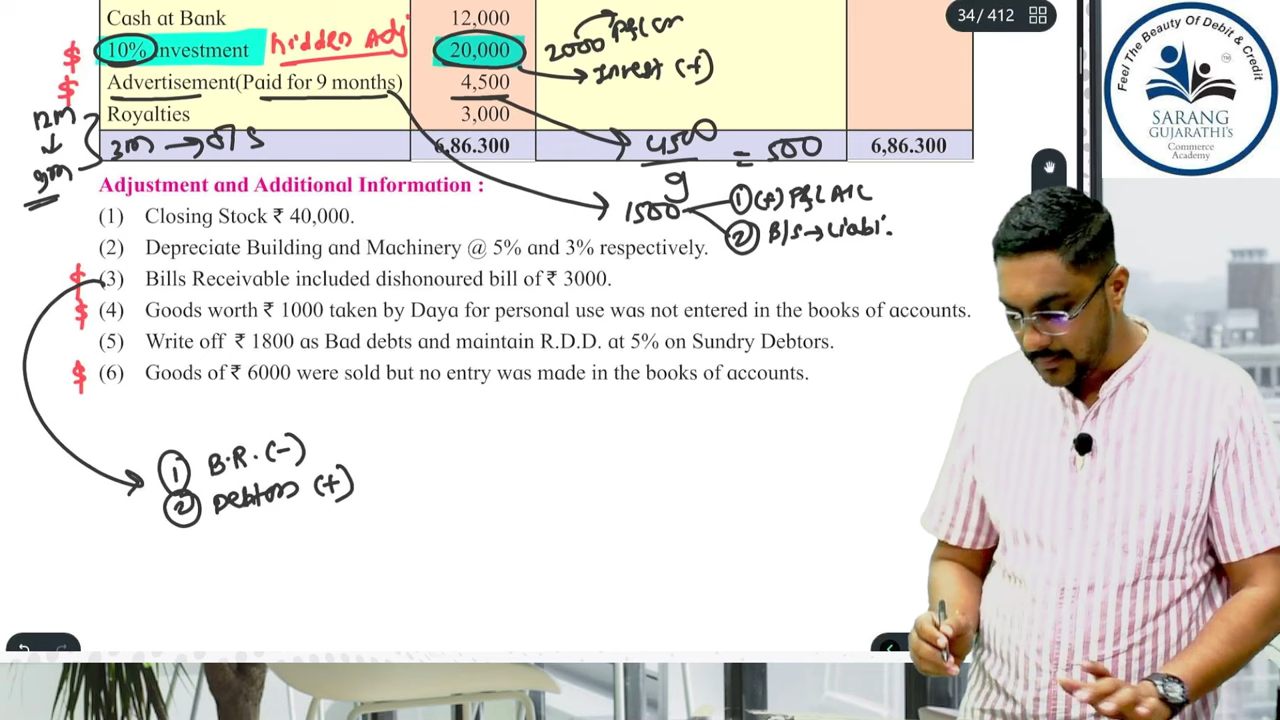 34 / 412
Cash at Bank 12,000
$ 10% Investment hidden Adj 20,000 2000 P&L Cr
→ Invest (+)
$ Advertisement(Paid for 9 months) 4,500
12m Royalties 3,000
↓ 3m → O/S 6,86.300 4500 = 500 6,86.300
9m 9
Adjustment and Additional Information :
1500 ① (+) P&L A/C
② B/S → Liabi.
(1) Closing Stock ₹ 40,000.
(2) Depreciate Building and Machinery @ 5% and 3% respectively.
$ (3) Bills Receivable included dishonoured bill of ₹ 3000.
$ (4) Goods worth ₹ 1000 taken by Daya for personal use was not entered in the books of accounts.
(5) Write off ₹ 1800 as Bad debts and maintain R.D.D. at 5% on Sundry Debtors.
$ (6) Goods of ₹ 6000 were sold but no entry was made in the books of accounts.
① B.R. (-)
② Debtors (+)
Feel The Beauty Of Debit & Credit
TM
SARANG
GUJARATHI'S
Commerce
Academy